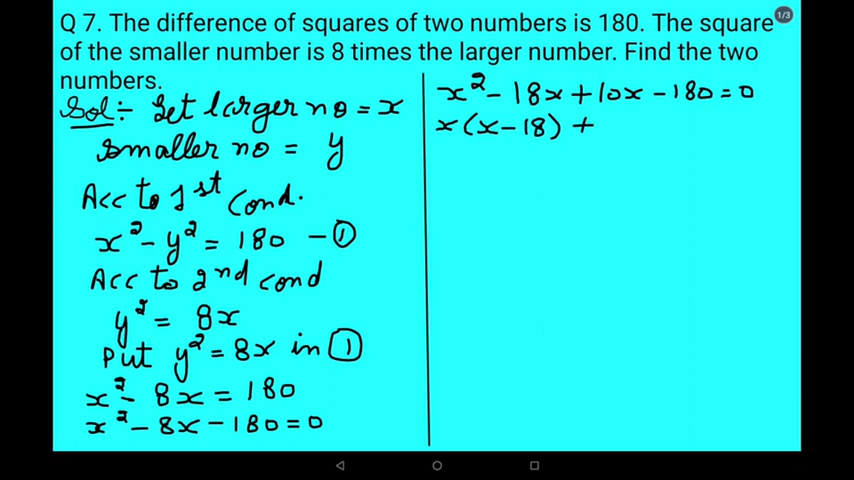 Q 7. The difference of squares of two numbers is 180. The square
of the smaller number is 8 times the larger number. Find the two
numbers.
1/3
Sol:- Let larger no = x
Smaller no = y
Acc to 1st Cond.
x² - y² = 180 - ①
Acc to 2nd cond
y² = 8x
Put y² = 8x in ①
x² - 8x = 180
x² - 8x - 180 = 0
x² - 18x + 10x - 180 = 0
x(x - 18) +